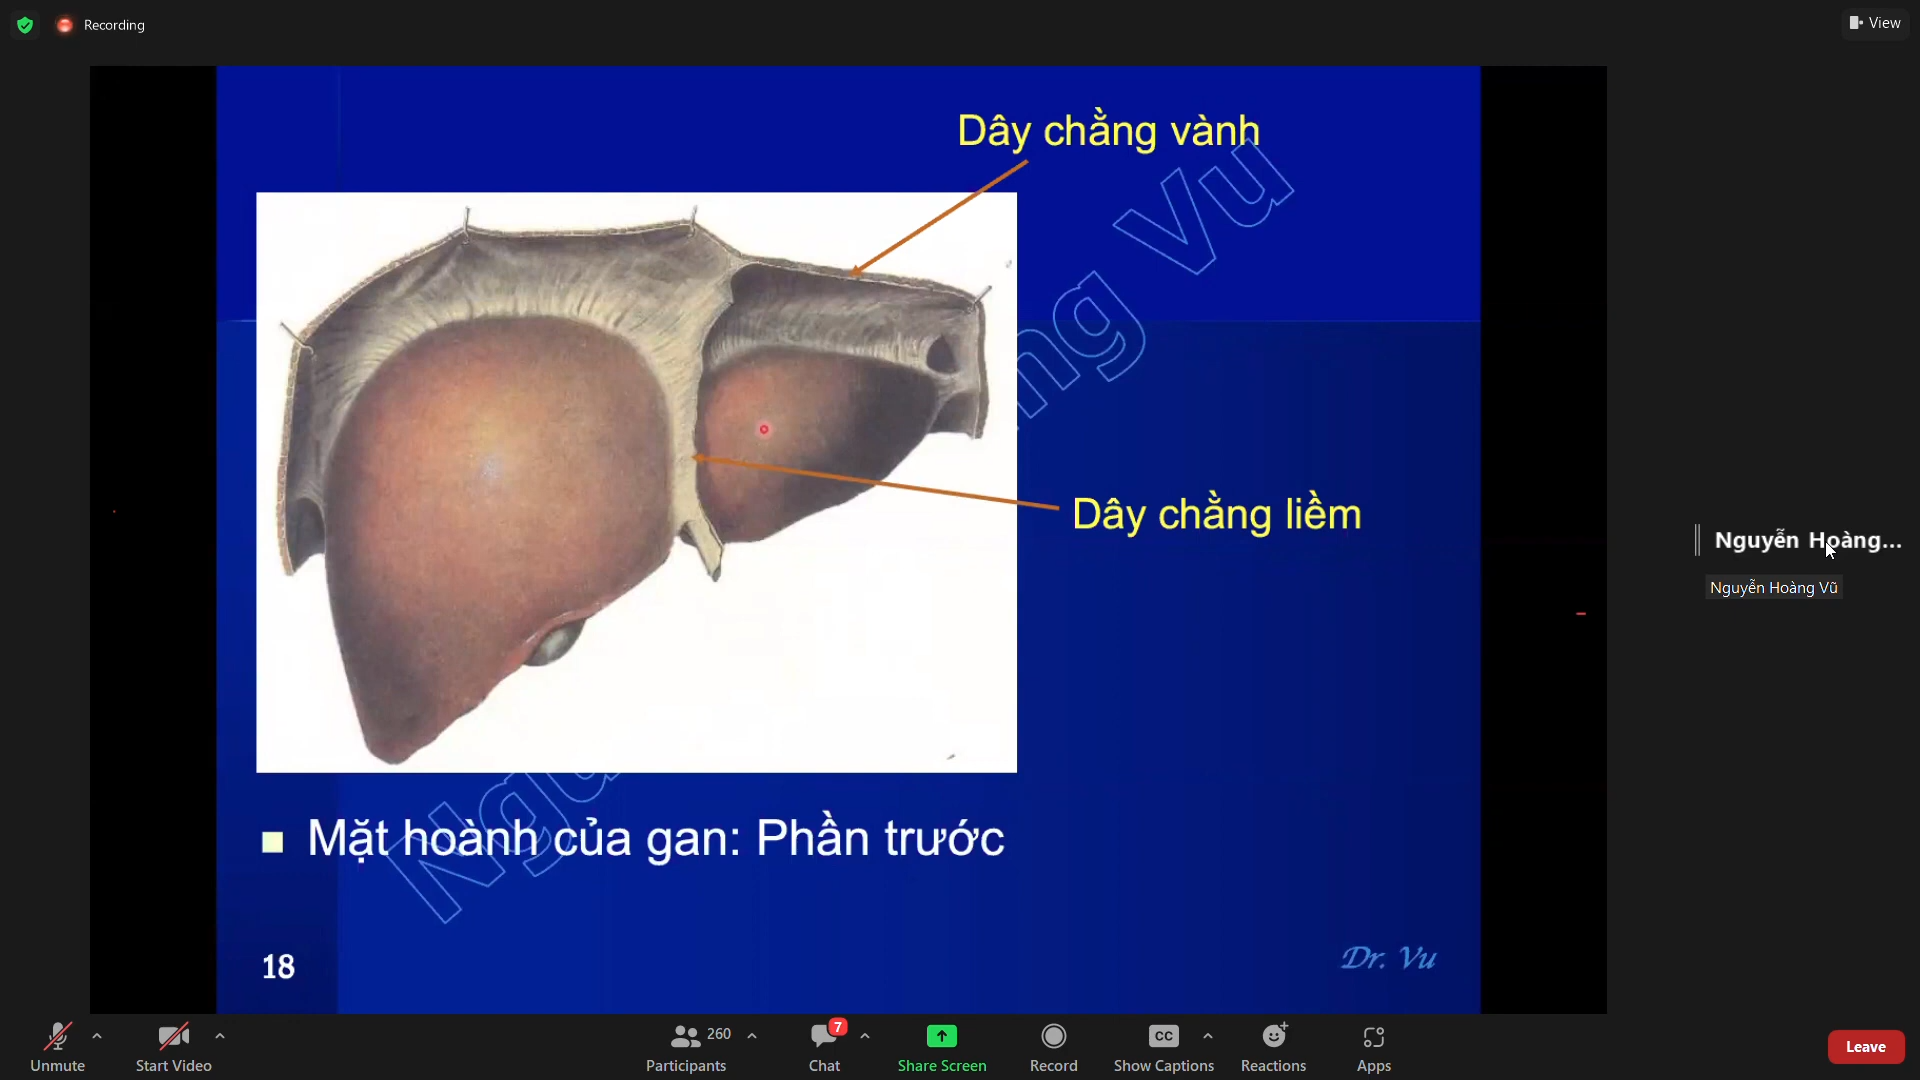 Recording
View
Dây chằng vành
Dây chằng liềm
Nguyễn Hoàng...
Nguyễn Hoàng Vũ
Mặt hoành của gan: Phần trước
18
Dr. Vu
Unmute
Start Video
260
Participants
7
Chat
Share Screen
Record
CC
Show Captions
Reactions
Apps
Leave